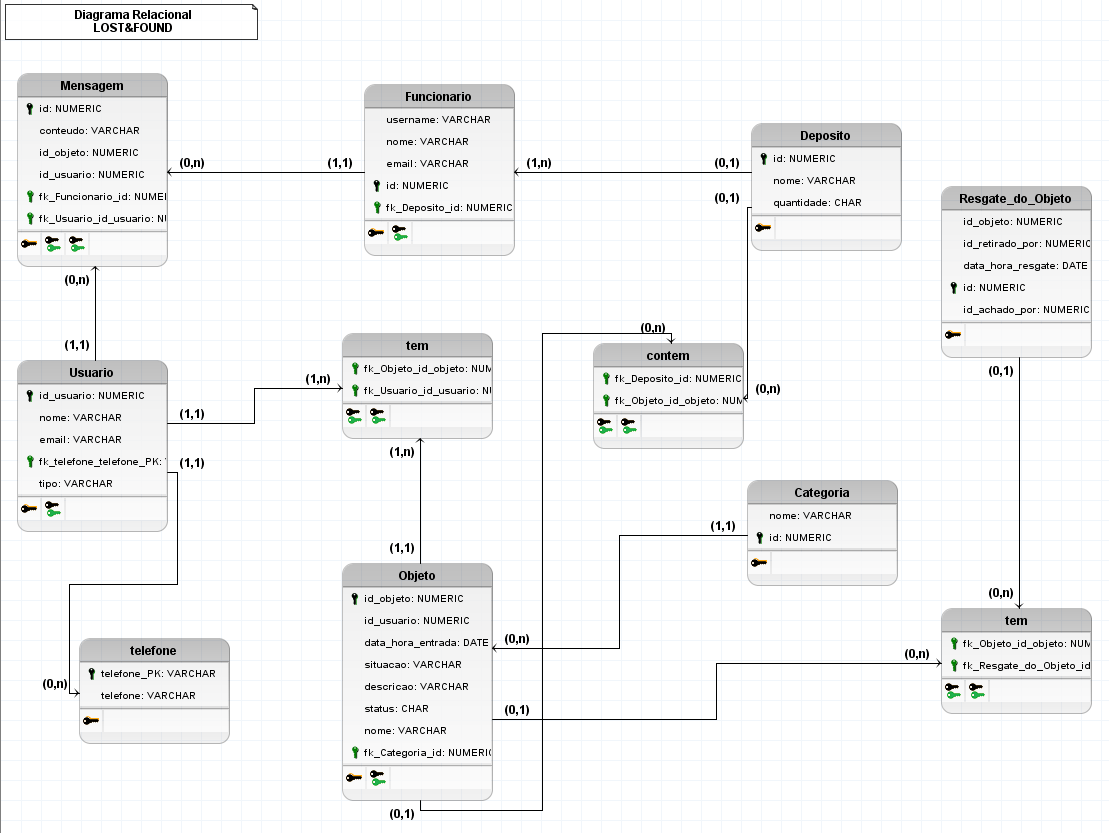 Diagrama Relacional
LOST&FOUND
Mensagem
id: NUMERIC
conteudo: VARCHAR
id_objeto: NUMERIC
id_usuario: NUMERIC
fk_Funcionario_id: NUME
fk_Usuario_id_usuario: NU
(0,n)
(1,1)
Funcionario
username: VARCHAR
nome: VARCHAR
email: VARCHAR
id: NUMERIC
fk_Deposito_id: NUMERIC
(1,n)
(0,1)
(0,1)
Deposito
id: NUMERIC
nome: VARCHAR
quantidade: CHAR
Resgate_do_Objeto
id_objeto: NUMERIC
id_retirado_por: NUMERIC
data_hora_resgate: DATE
id: NUMERIC
id_achado_por: NUMERIC
(0,1)
(0,n)
(1,1)
Usuario
id_usuario: NUMERIC
nome: VARCHAR
email: VARCHAR
fk_telefone_telefone_PK:
tipo: VARCHAR
(1,1)
(1,1)
(1,n)
tem
fk_Objeto_id_objeto: NUM
fk_Usuario_id_usuario: NU
(1,n)
(1,1)
(0,n)
contem
fk_Deposito_id: NUMERIC
fk_Objeto_id_objeto: NUM
(0,n)
Categoria
nome: VARCHAR
id: NUMERIC
(1,1)
(0,n)
Objeto
id_objeto: NUMERIC
id_usuario: NUMERIC
data_hora_entrada: DATE
situacao: VARCHAR
descricao: VARCHAR
status: CHAR
nome: VARCHAR
fk_Categoria_id: NUMERIC
(0,1)
(0,1)
(0,n)
telefone
telefone_PK: VARCHAR
telefone: VARCHAR
(0,n)
(0,n)
tem
fk_Objeto_id_objeto: NUM
fk_Resgate_do_Objeto_id